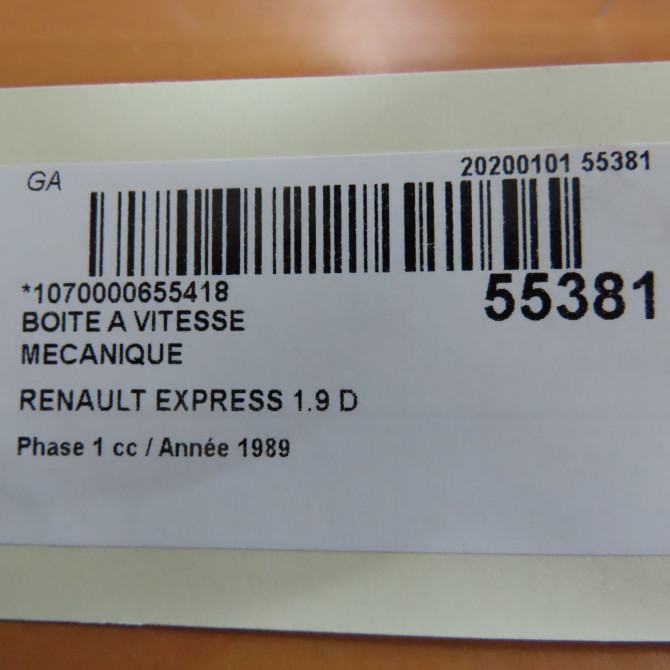 GA
20200101 55381
*1070000655418
55381
BOITE A VITESSE
MECANIQUE
RENAULT EXPRESS 1.9 D
Phase 1 cc / Année 1989